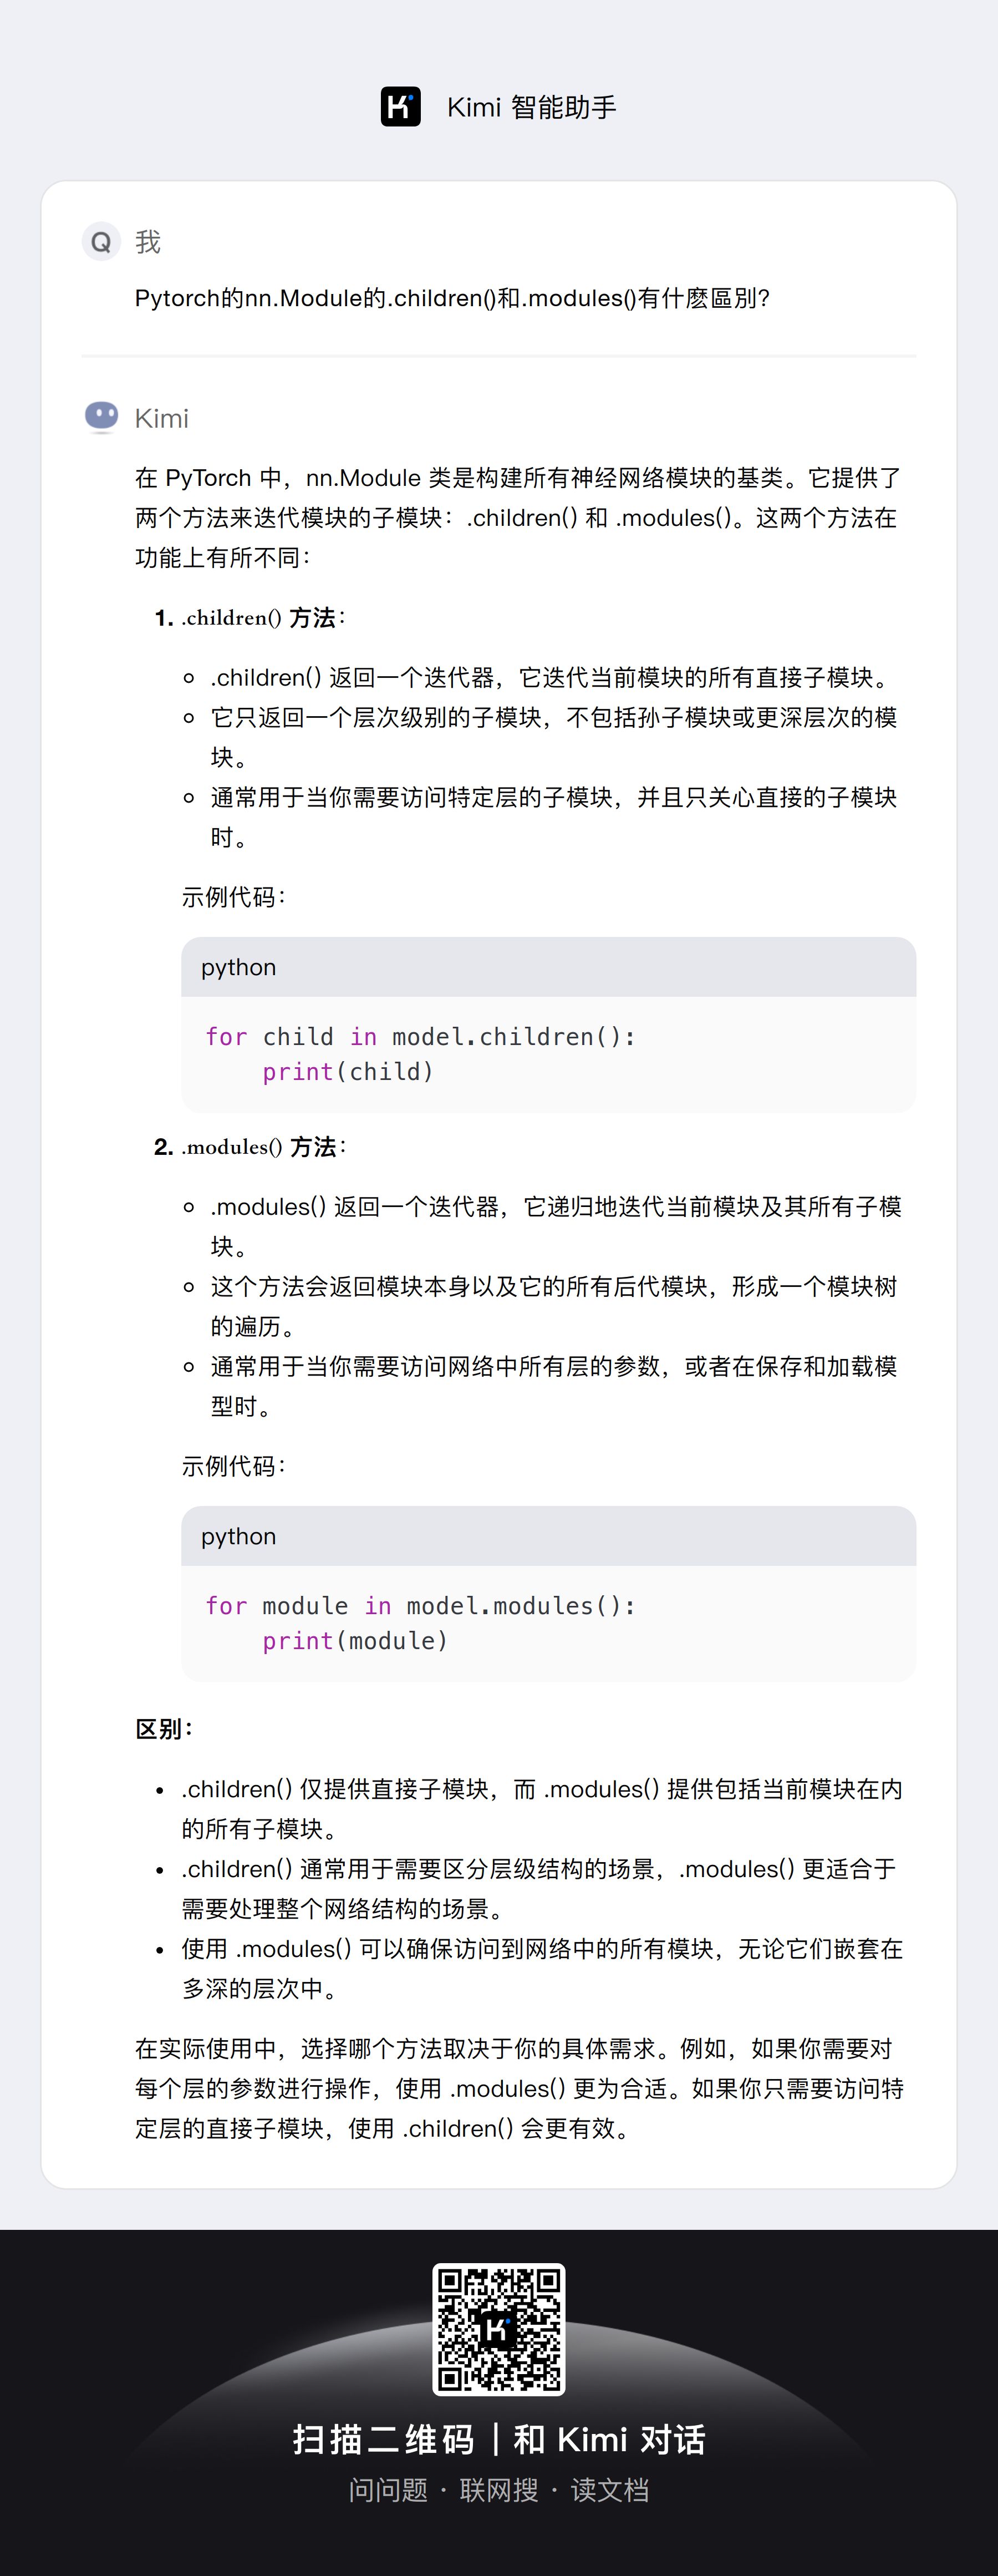 Kimi 智能助手
Q 我
Pytorch的nn.Module的.children()和.modules()有什麽區別?
Kimi
在 PyTorch 中，nn.Module 类是构建所有神经网络模块的基类。它提供了
两个方法来迭代模块的子模块：.children() 和 .modules()。这两个方法在
功能上有所不同：
1. .children() 方法：
◦ .children() 返回一个迭代器，它迭代当前模块的所有直接子模块。
◦ 它只返回一个层次级别的子模块，不包括孙子模块或更深层次的模
块。
◦ 通常用于当你需要访问特定层的子模块，并且只关心直接的子模块
时。
示例代码：
python
for child in model.children():
    print(child)
2. .modules() 方法：
◦ .modules() 返回一个迭代器，它递归地迭代当前模块及其所有子模
块。
◦ 这个方法会返回模块本身以及它的所有后代模块，形成一个模块树
的遍历。
◦ 通常用于当你需要访问网络中所有层的参数，或者在保存和加载模
型时。
示例代码：
python
for module in model.modules():
    print(module)
区别：
• .children() 仅提供直接子模块，而 .modules() 提供包括当前模块在内
的所有子模块。
• .children() 通常用于需要区分层级结构的场景，.modules() 更适合于
需要处理整个网络结构的场景。
• 使用 .modules() 可以确保访问到网络中的所有模块，无论它们嵌套在
多深的层次中。
在实际使用中，选择哪个方法取决于你的具体需求。例如，如果你需要对
每个层的参数进行操作，使用 .modules() 更为合适。如果你只需要访问特
定层的直接子模块，使用 .children() 会更有效。
扫描二维码｜和 Kimi 对话
问问题 · 联网搜 · 读文档